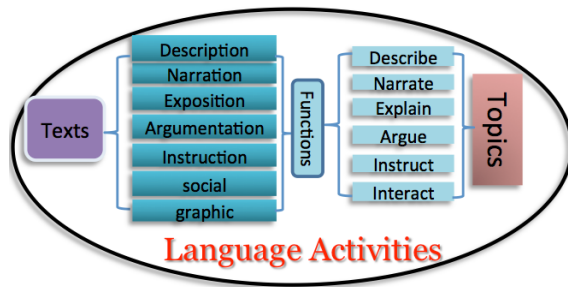 Texts
Description
Narration
Exposition
Argumentation
Instruction
social
graphic
Functions
Describe
Narrate
Explain
Argue
Instruct
Interact
Topics
Language Activities